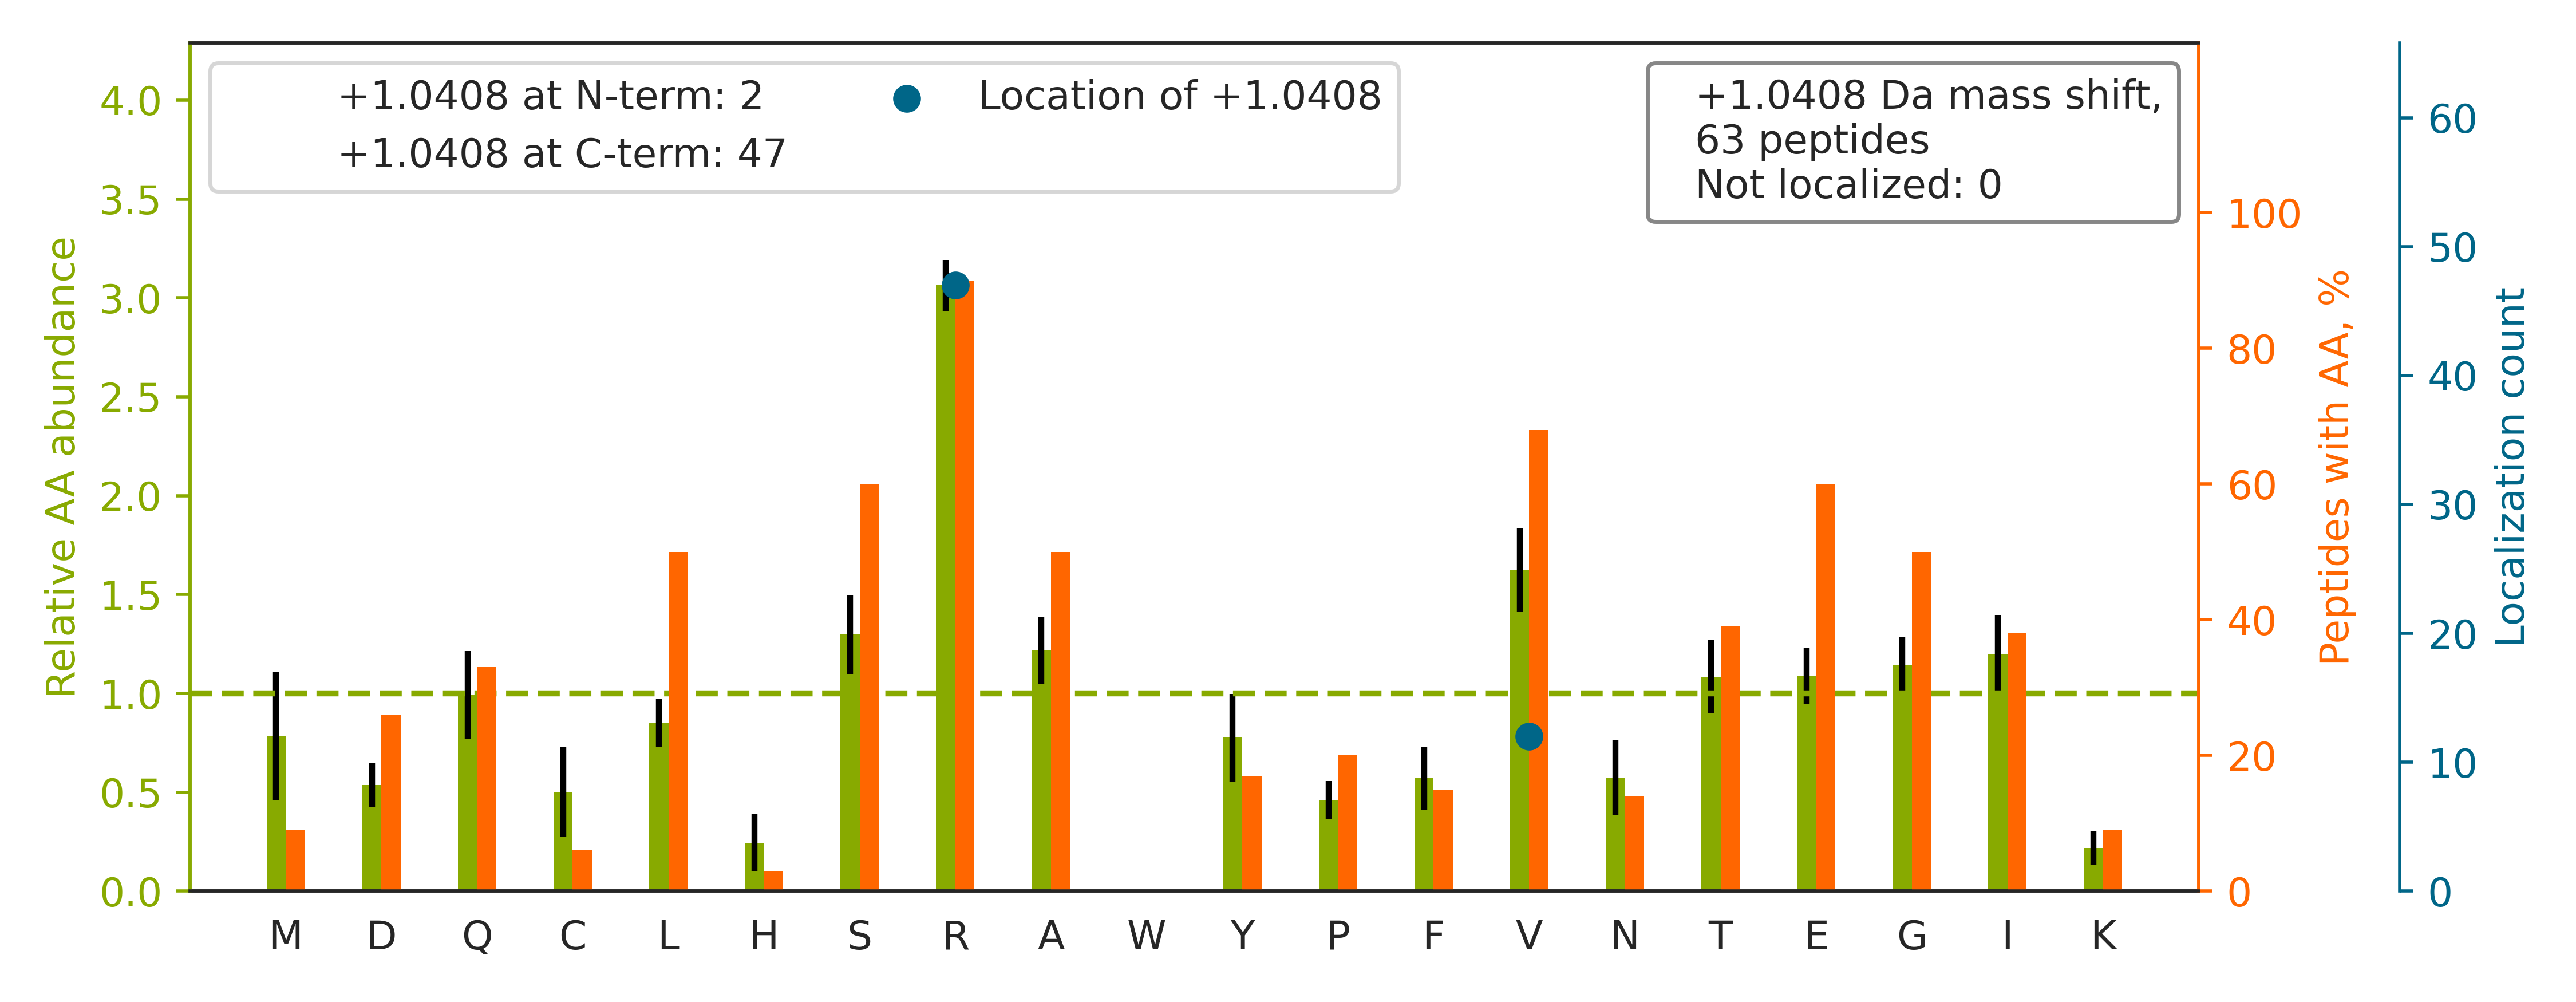 +1.0408 at N-term: 2
+1.0408 at C-term: 47
Location of +1.0408
+1.0408 Da mass shift,
63 peptides
Not localized: 0
Relative AA abundance
4.0
3.5
3.0
2.5
2.0
1.5
1.0
0.5
0.0
M D Q C L H S R A W Y P F V N T E G I K
100
80
60
40
20
0
Peptides with AA, %
60
50
40
30
20
10
0
Localization count